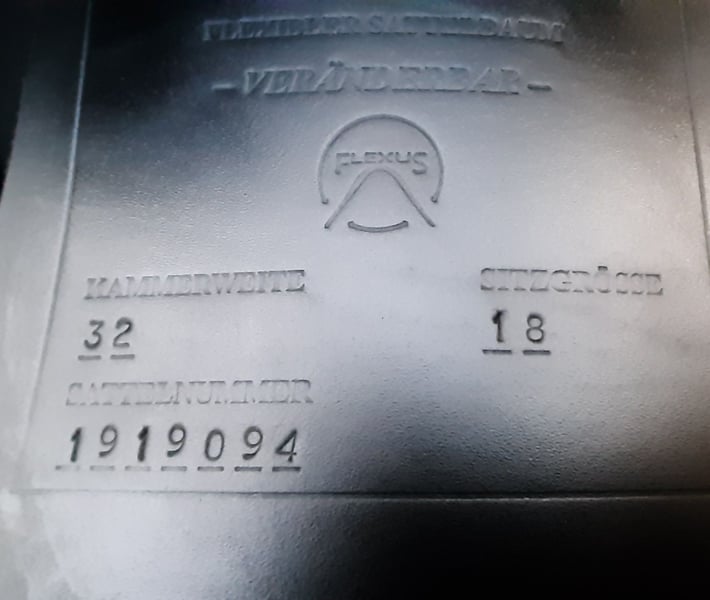 FLEXIBLER SATTELBAUM
- VERÄNDERBAR -
FLEXUS
KAMMERWEITE SITZGRÖSSE
32 18
SATTELNUMMER
1919094